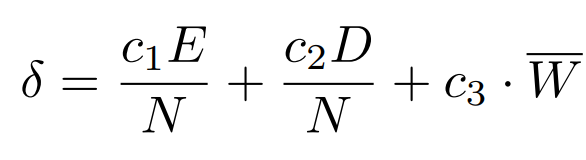 δ = c₁E/N + c₂D/N + c₃ · W̅